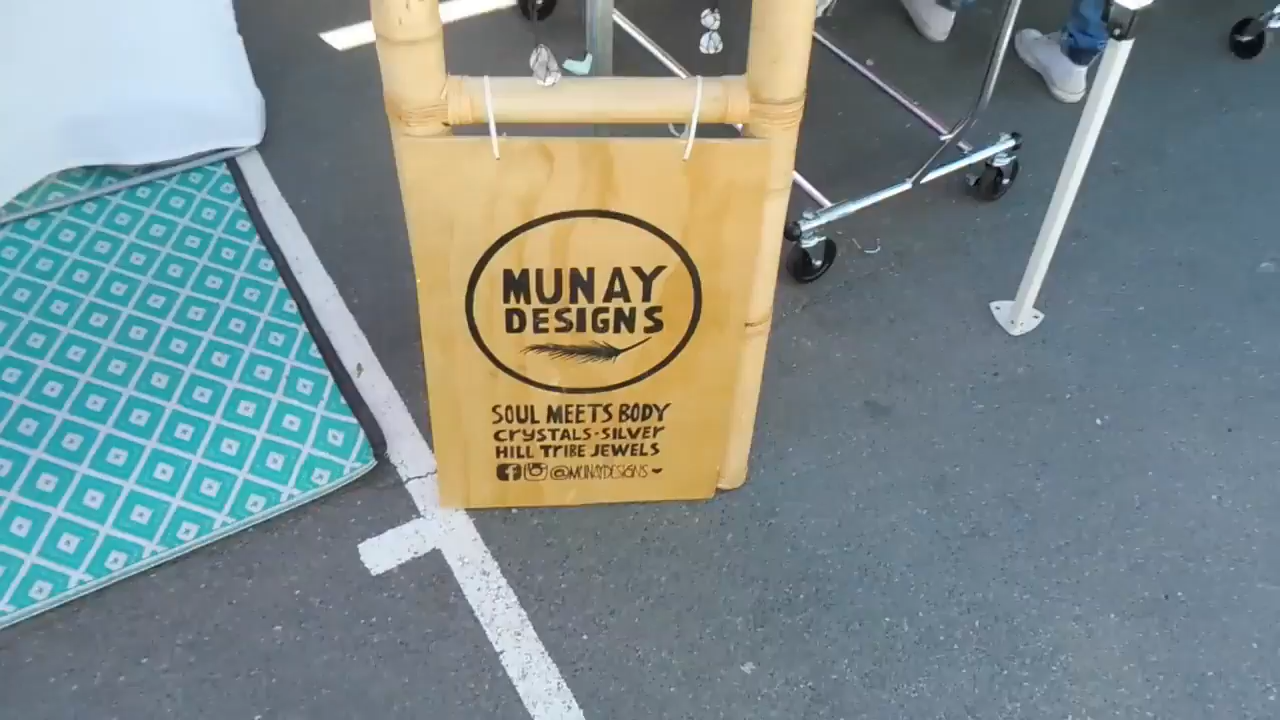 MUNAY
DESIGNS
SOUL MEETS BODY
CRYSTALS-SILVER
HILL TRIBE JEWELS
@MUNAYDESIGNS